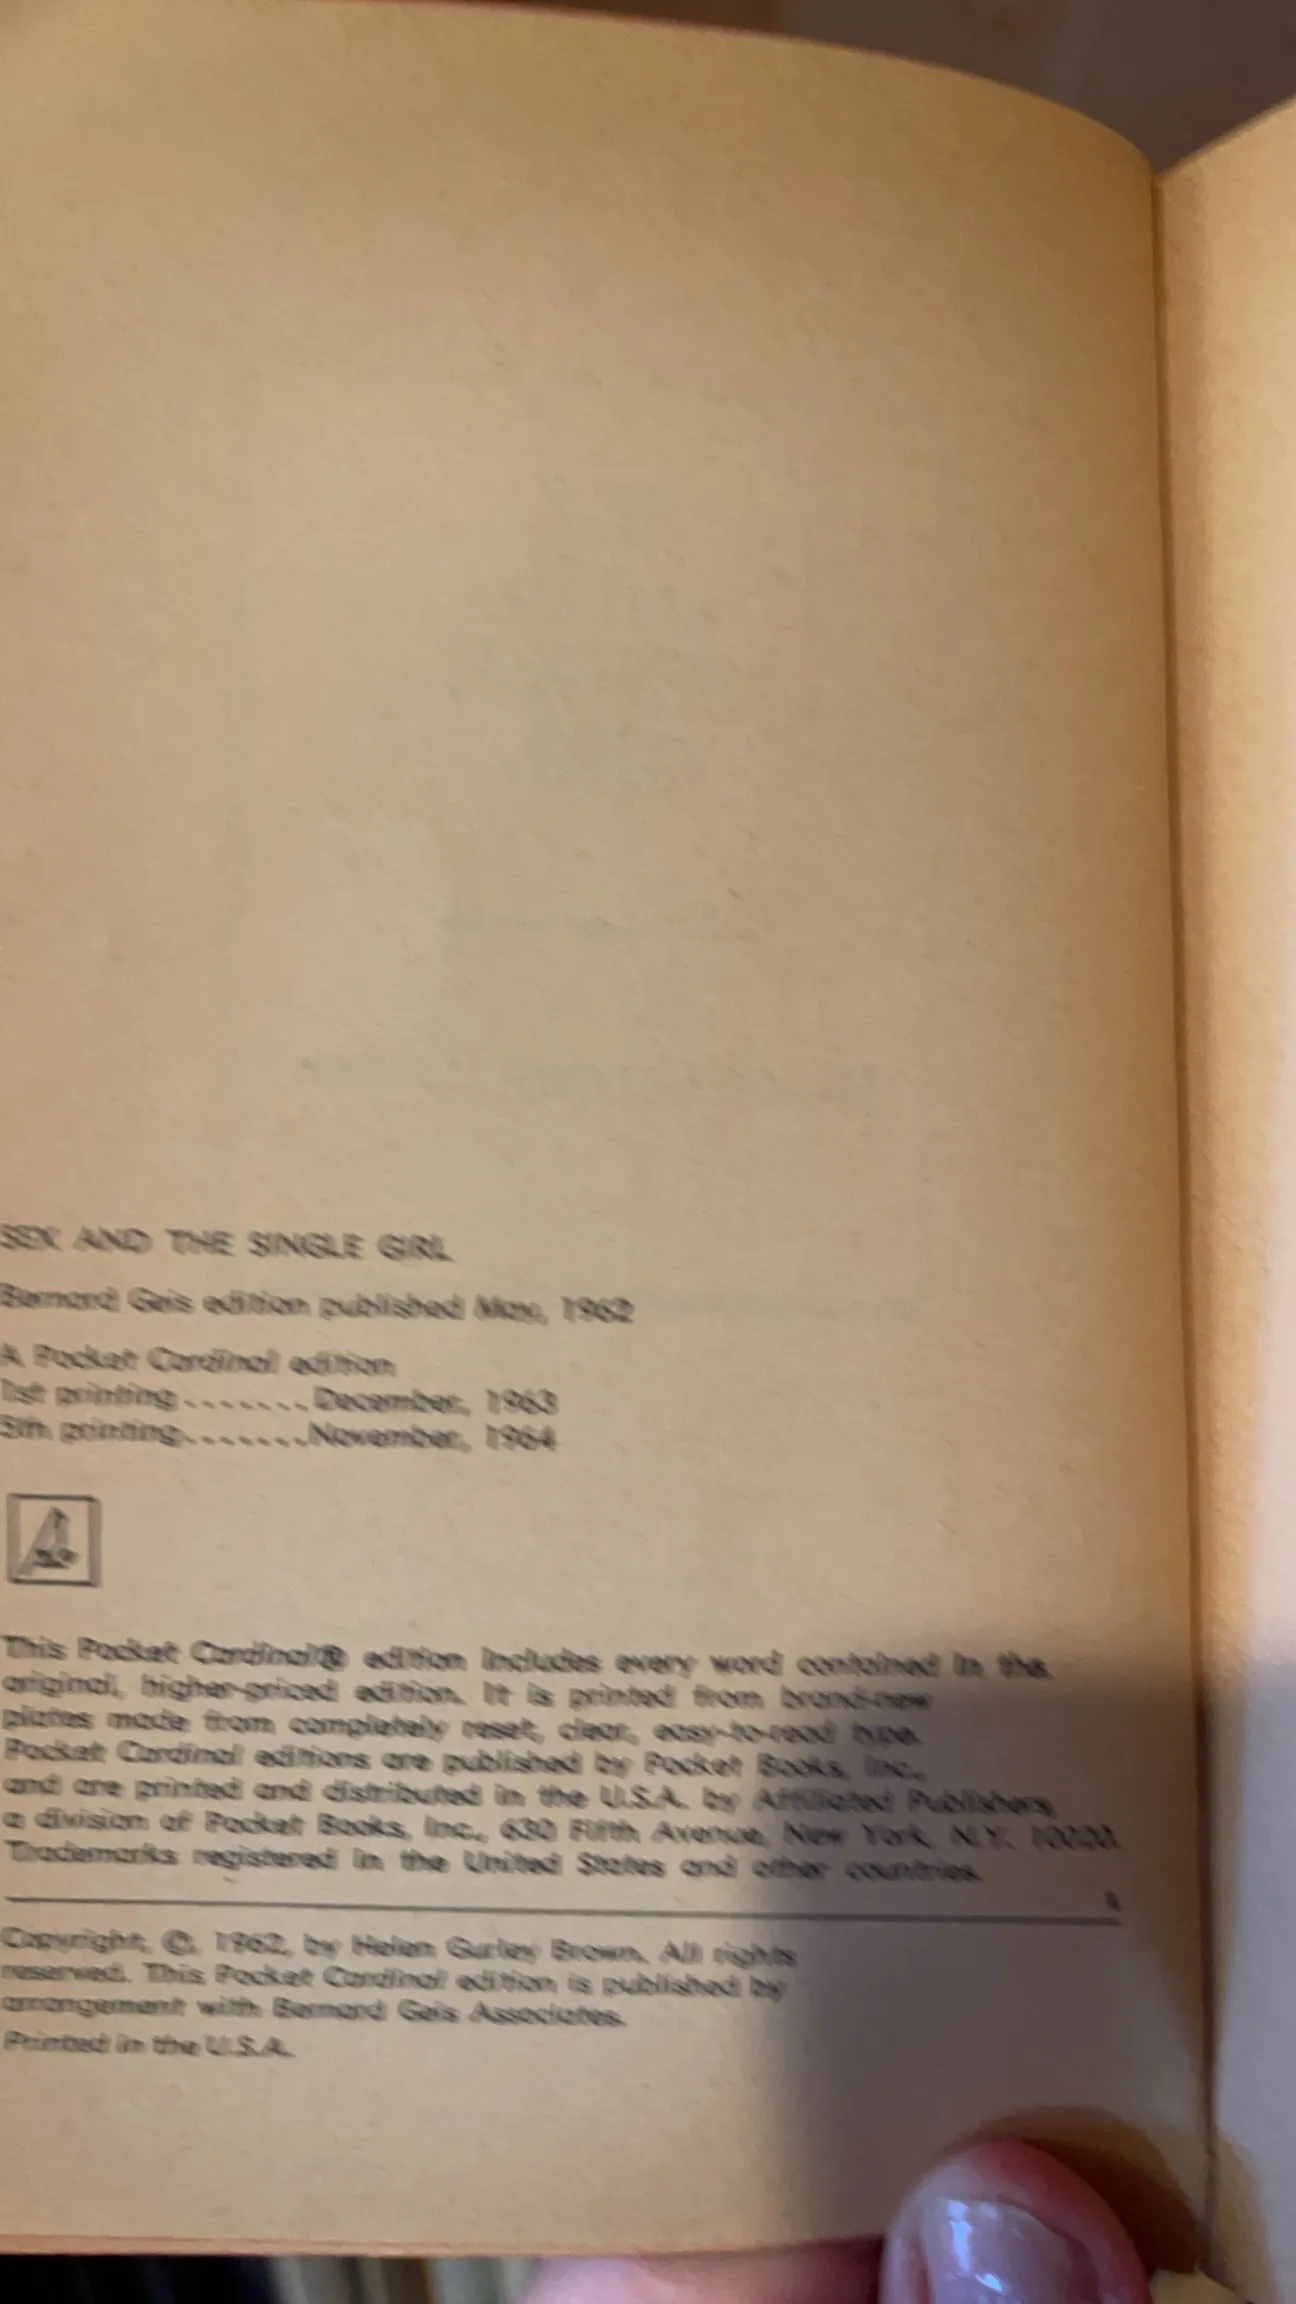 SEX AND THE SINGLE GIRL
Bernard Geis edition published May, 1962
A Pocket Cardinal edition
1st printing.......December, 1963
5th printing.......November, 1964
This Pocket Cardinal® edition includes every word contained in the
original, higher-priced edition. It is printed from brand-new
plates made from completely reset, clear, easy-to-read type.
Pocket Cardinal editions are published by Pocket Books, Inc.,
and are printed and distributed in the U.S.A. by Affiliated Publishers,
a division of Pocket Books, Inc., 630 Fifth Avenue, New York, N.Y. 10020.
Trademarks registered in the United States and other countries.
Copyright, ©, 1962, by Helen Gurley Brown. All rights
reserved. This Pocket Cardinal edition is published by
arrangement with Bernard Geis Associates.
Printed in the U.S.A.